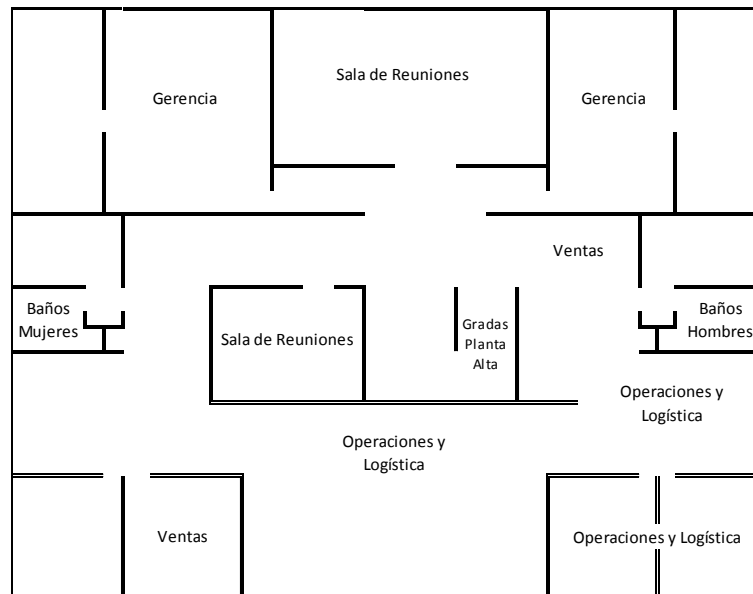 Sala de Reuniones
Gerencia
Gerencia
Ventas
Baños
Mujeres
Sala de Reuniones
Gradas
Planta
Alta
Baños
Hombres
Operaciones y
Logística
Operaciones y
Logística
Ventas
Operaciones y Logística